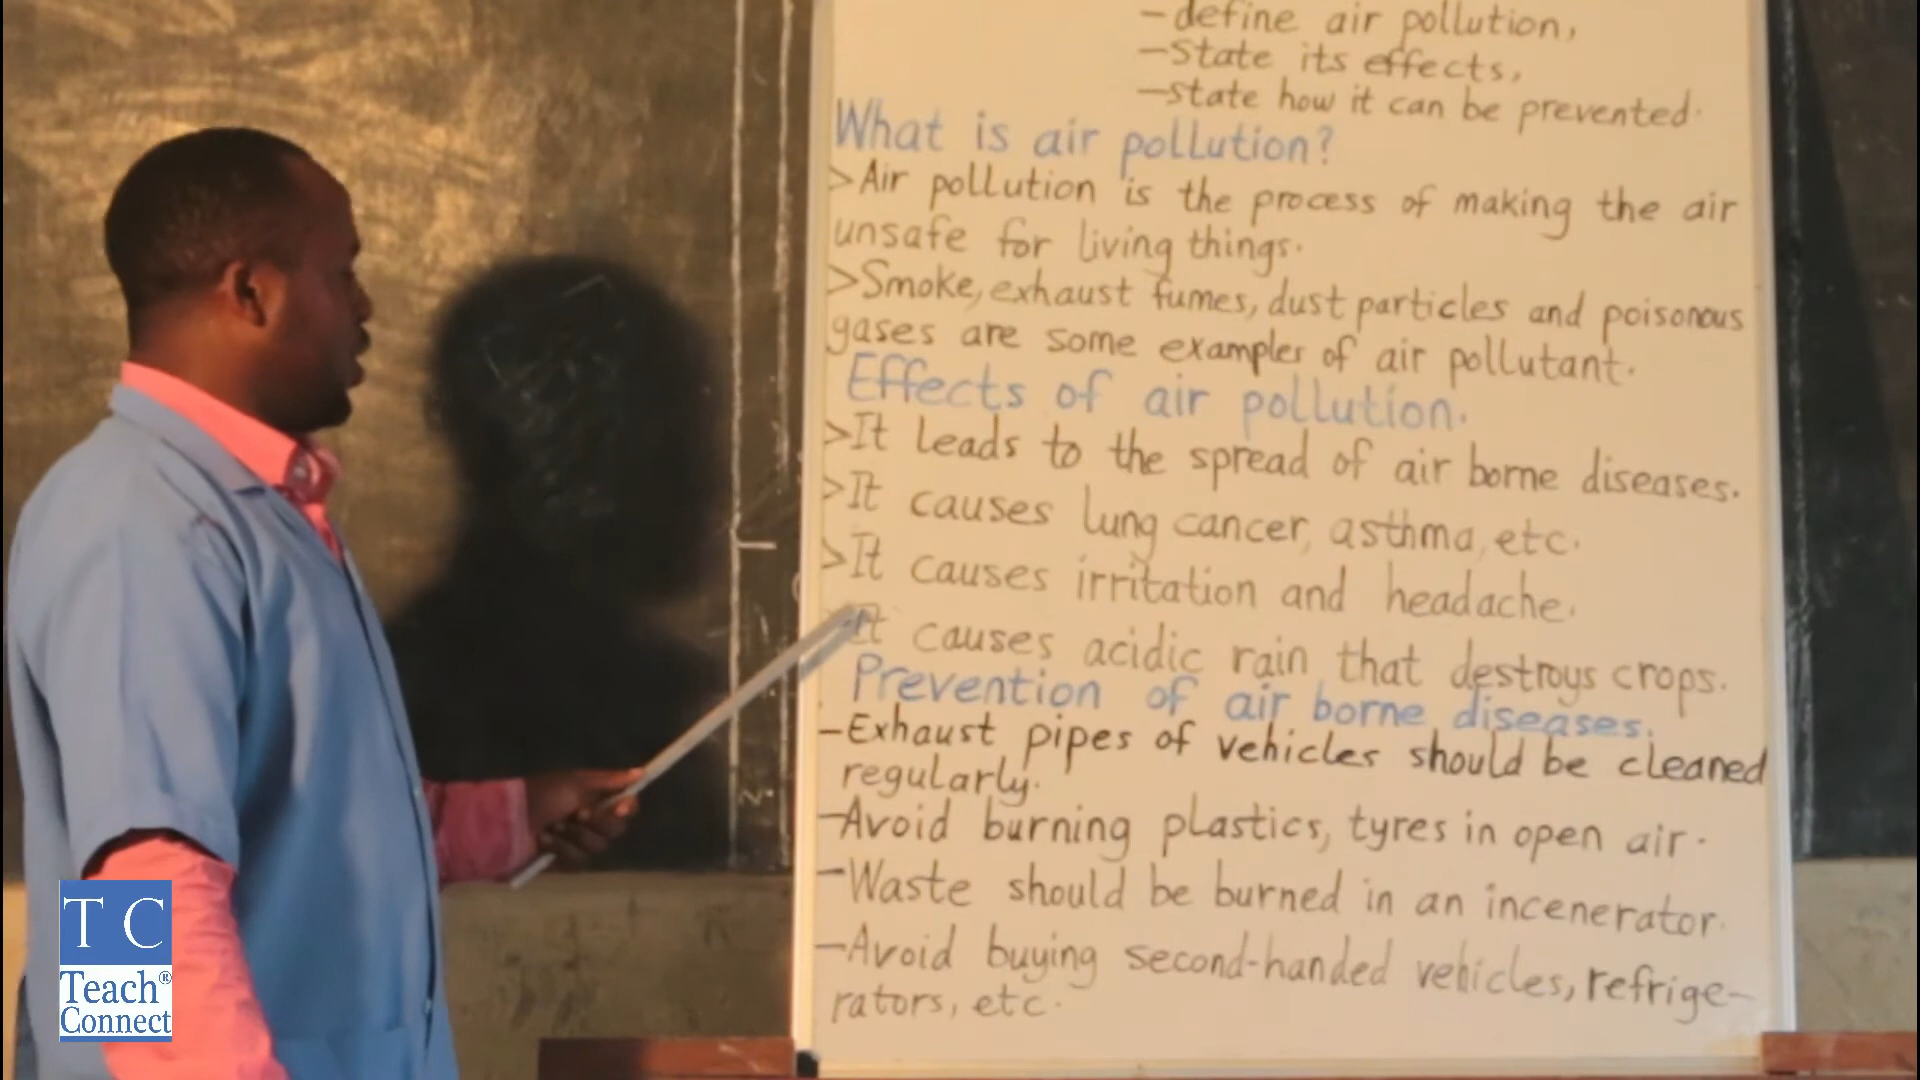 -define air pollution,
-state its effects,
-state how it can be prevented.
What is air pollution?
>Air pollution is the process of making the air
unsafe for living things.
>Smoke, exhaust fumes, dust particles and poisonous
gases are some examples of air pollutant.
Effects of air pollution.
>It leads to the spread of air borne diseases.
>It causes lung cancer, asthma, etc.
>It causes irritation and headache.
It causes acidic rain that destroys crops.
Prevention of air borne diseases.
-Exhaust pipes of vehicles should be cleaned
regularly.
-Avoid burning plastics, tyres in open air.
-Waste should be burned in an incenerator.
-Avoid buying second-handed vehicles, refrige-
rators, etc.
TC
Teach®
Connect